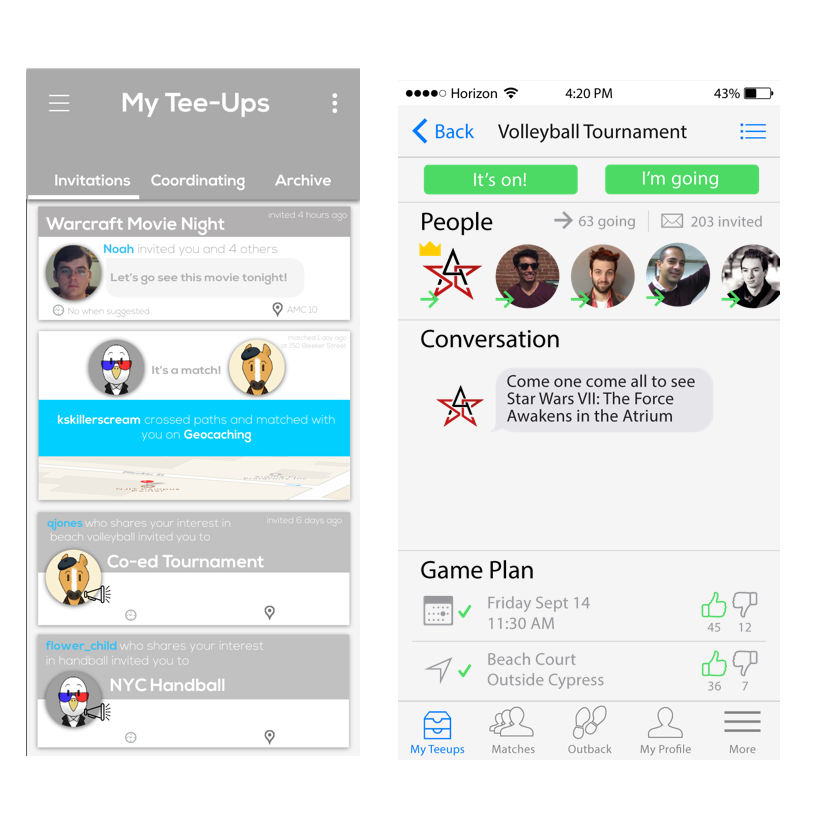 My Tee-Ups
Invitations Coordinating Archive
invited 4 hours ago
Warcraft Movie Night
Noah invited you and 4 others
Let's go see this movie tonight!
No when suggested
AMC 10
matched 1 day ago
at 150 Bleeker Street
It's a match!
kskillerscream crossed paths and matched with
you on Geocaching
qjones who shares your interest in
invited 6 days ago
beach volleyball invited you to
Co-ed Tournament
flower_child who shares your interest
in handball invited you to
NYC Handball
Horizon 4:20 PM 43%
Back Volleyball Tournament
It's on! I'm going
People 63 going 203 invited
Conversation
Come one come all to see
Star Wars VII: The Force
Awakens in the Atrium
Game Plan
Friday Sept 14
11:30 AM
45 12
Beach Court
Outside Cypress
36 7
My Teeups Matches Outback My Profile More